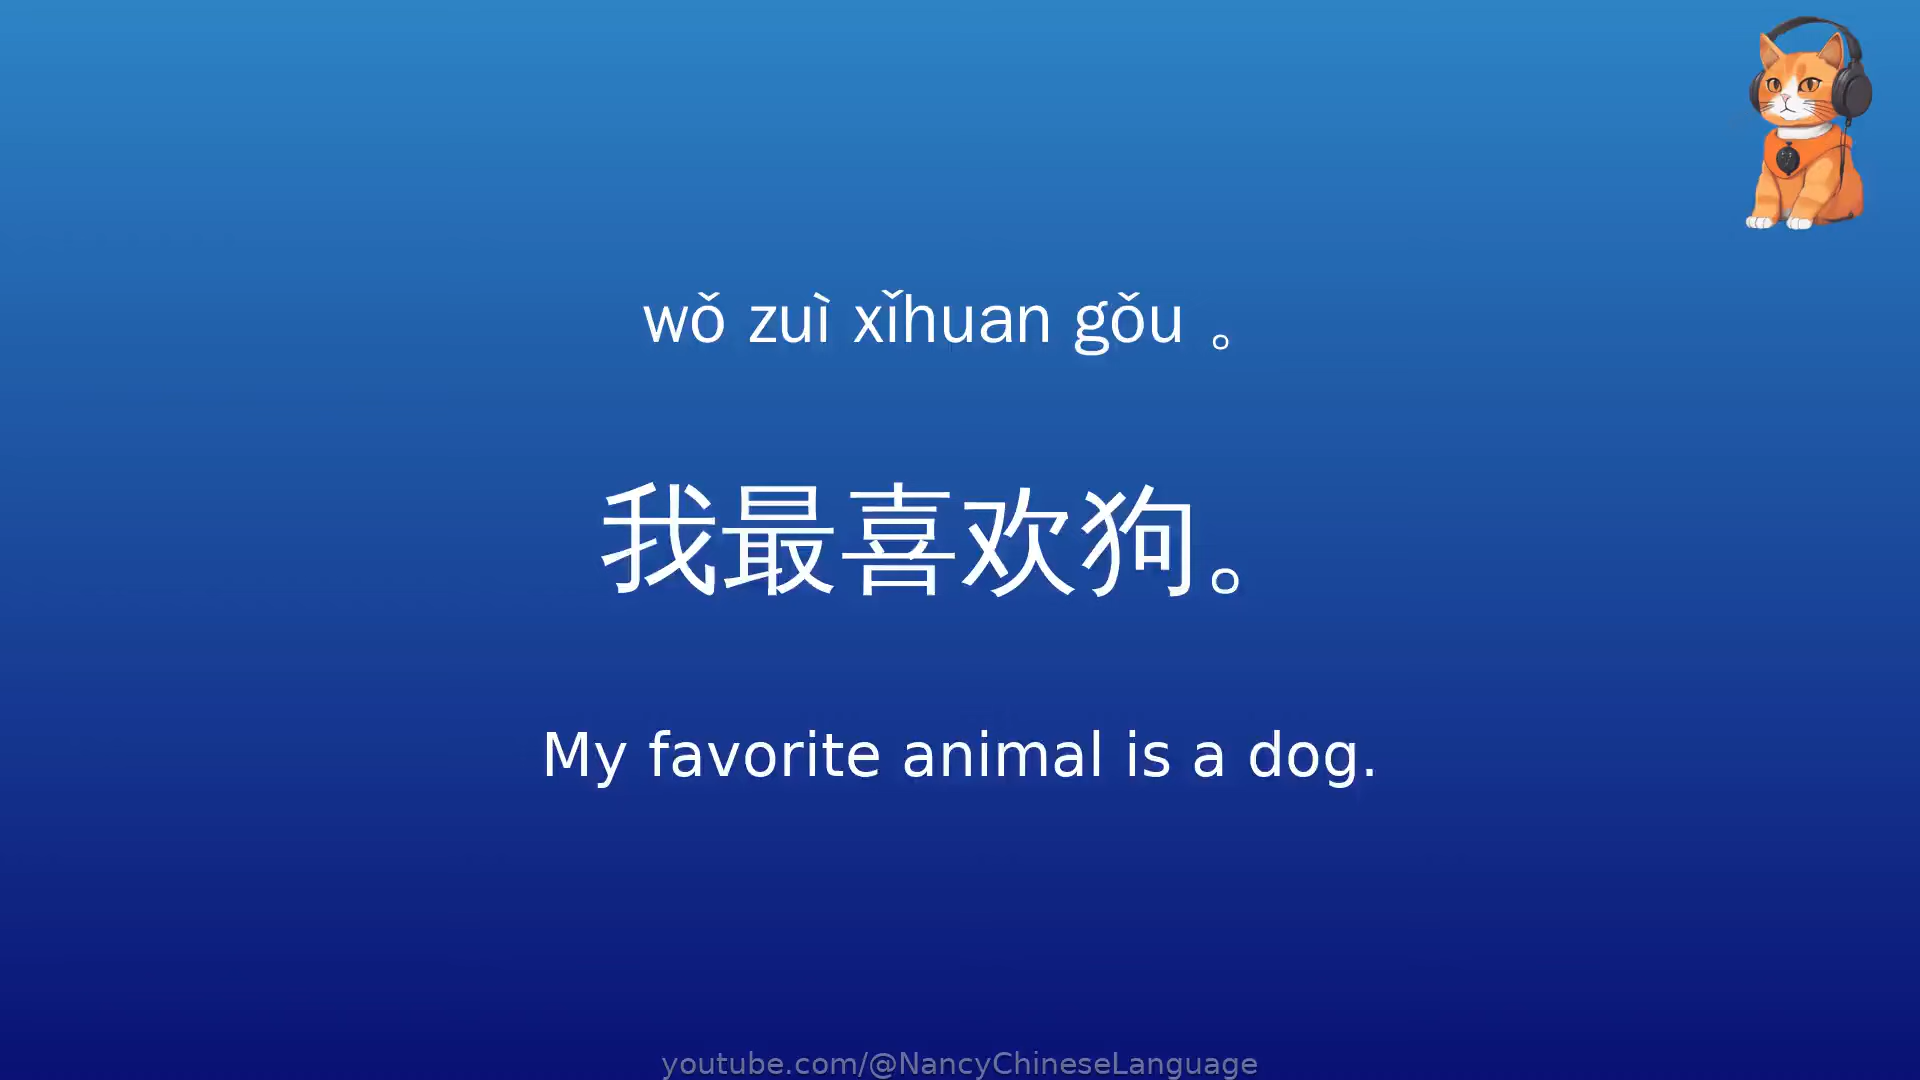 wǒ zuì xǐhuan gǒu 。
我最喜欢狗。
My favorite animal is a dog.
youtube.com/@NancyChineseLanguage